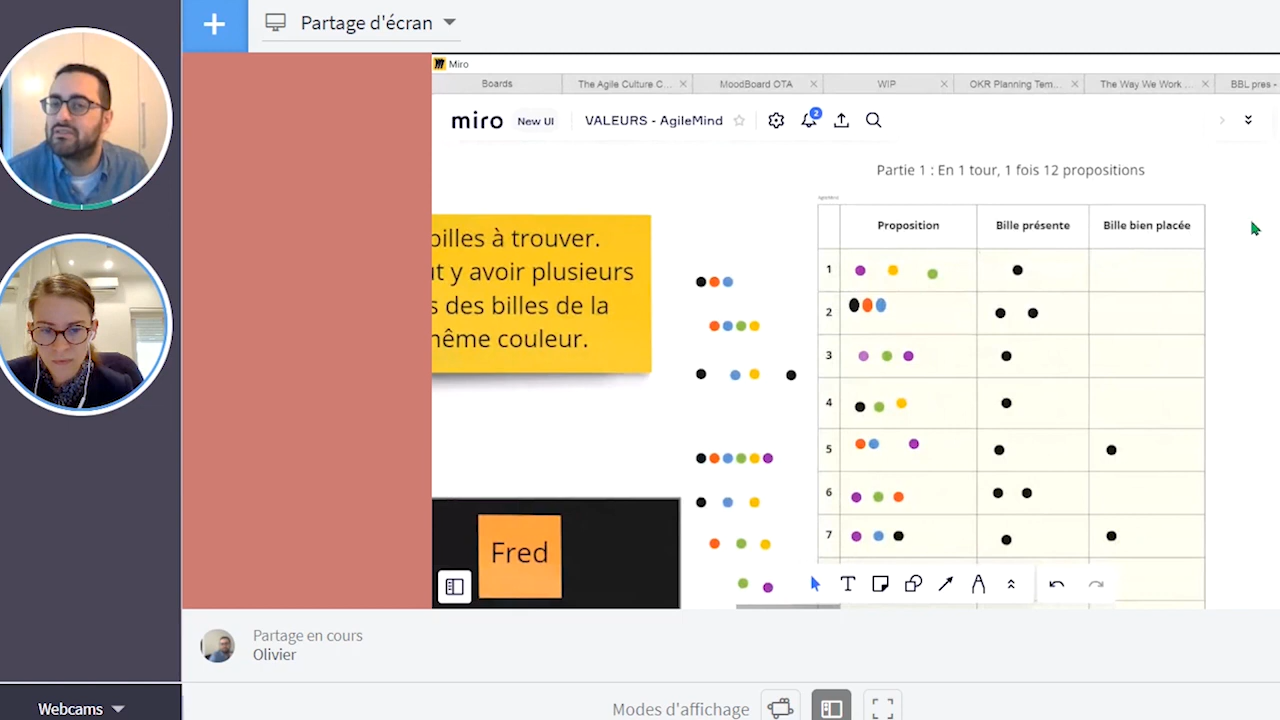 Partage d'écran
Miro
Boards
The Agile Culture C...
MoodBoard OTA
WIP
OKR Planning Tem...
The Way We Work ...
BBL pres -
miro
New UI
VALEURS - AgileMind
2
Partie 1 : En 1 tour, 1 fois 12 propositions
Proposition
Bille présente
Bille bien placée
billes à trouver.
t y avoir plusieurs
s des billes de la
même couleur.
1
2
3
4
5
6
7
Fred
T
Partage en cours
Olivier
Webcams
Modes d'affichage